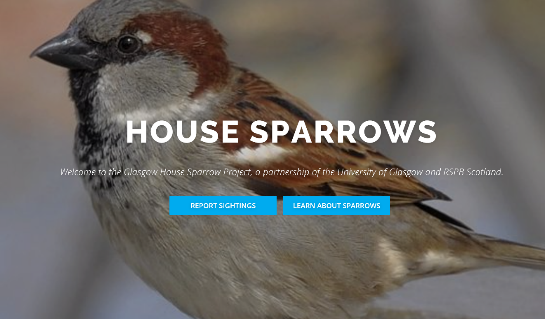 HOUSE SPARROWS
Welcome to the Glasgow House Sparrow Project, a partnership of the University of Glasgow and RSPB Scotland.
REPORT SIGHTINGS
LEARN ABOUT SPARROWS